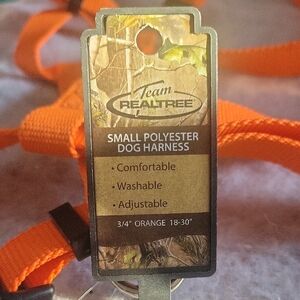 Team
REALTREE
SMALL POLYESTER
DOG HARNESS
• Comfortable
• Washable
• Adjustable
3/4" ORANGE 18-30"